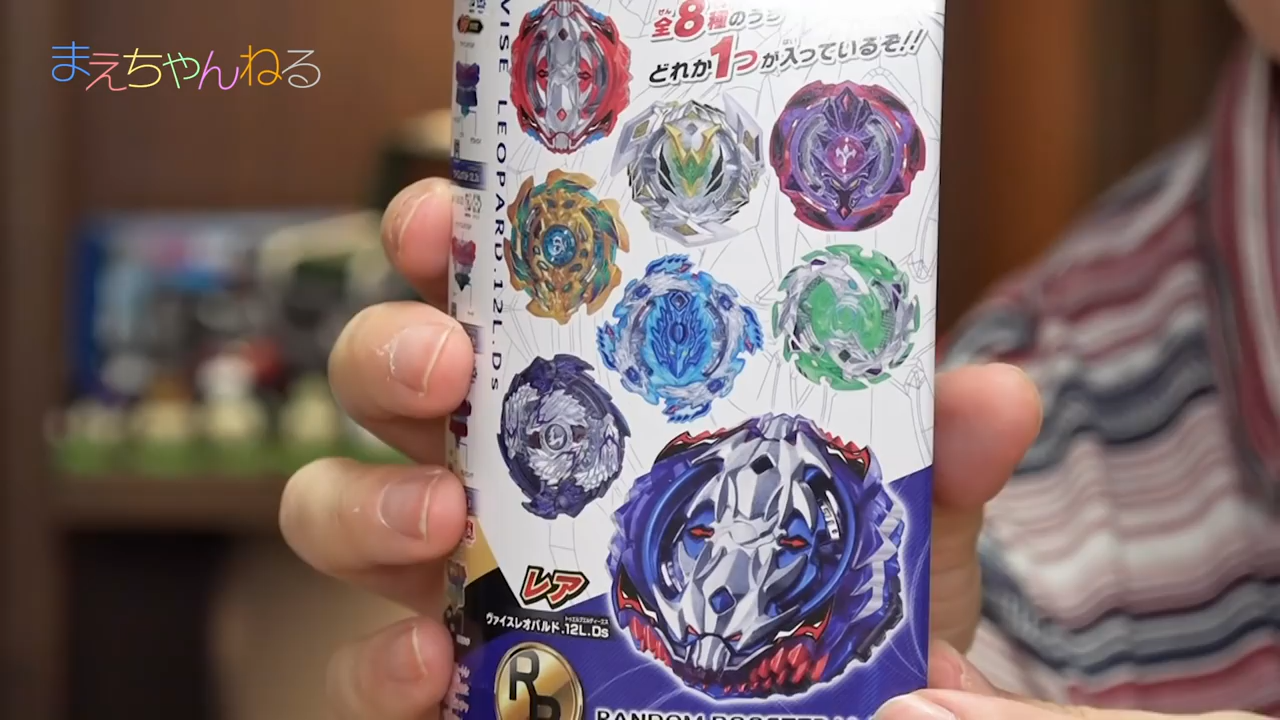 まえちゃんねる
全8種のうち
どれか1つが入っているぞ!!
VISE LEOPARD.12L.Ds
レア
ヴァイスレオパルド.12L.Ds
RB
RANDOM BOOSTER